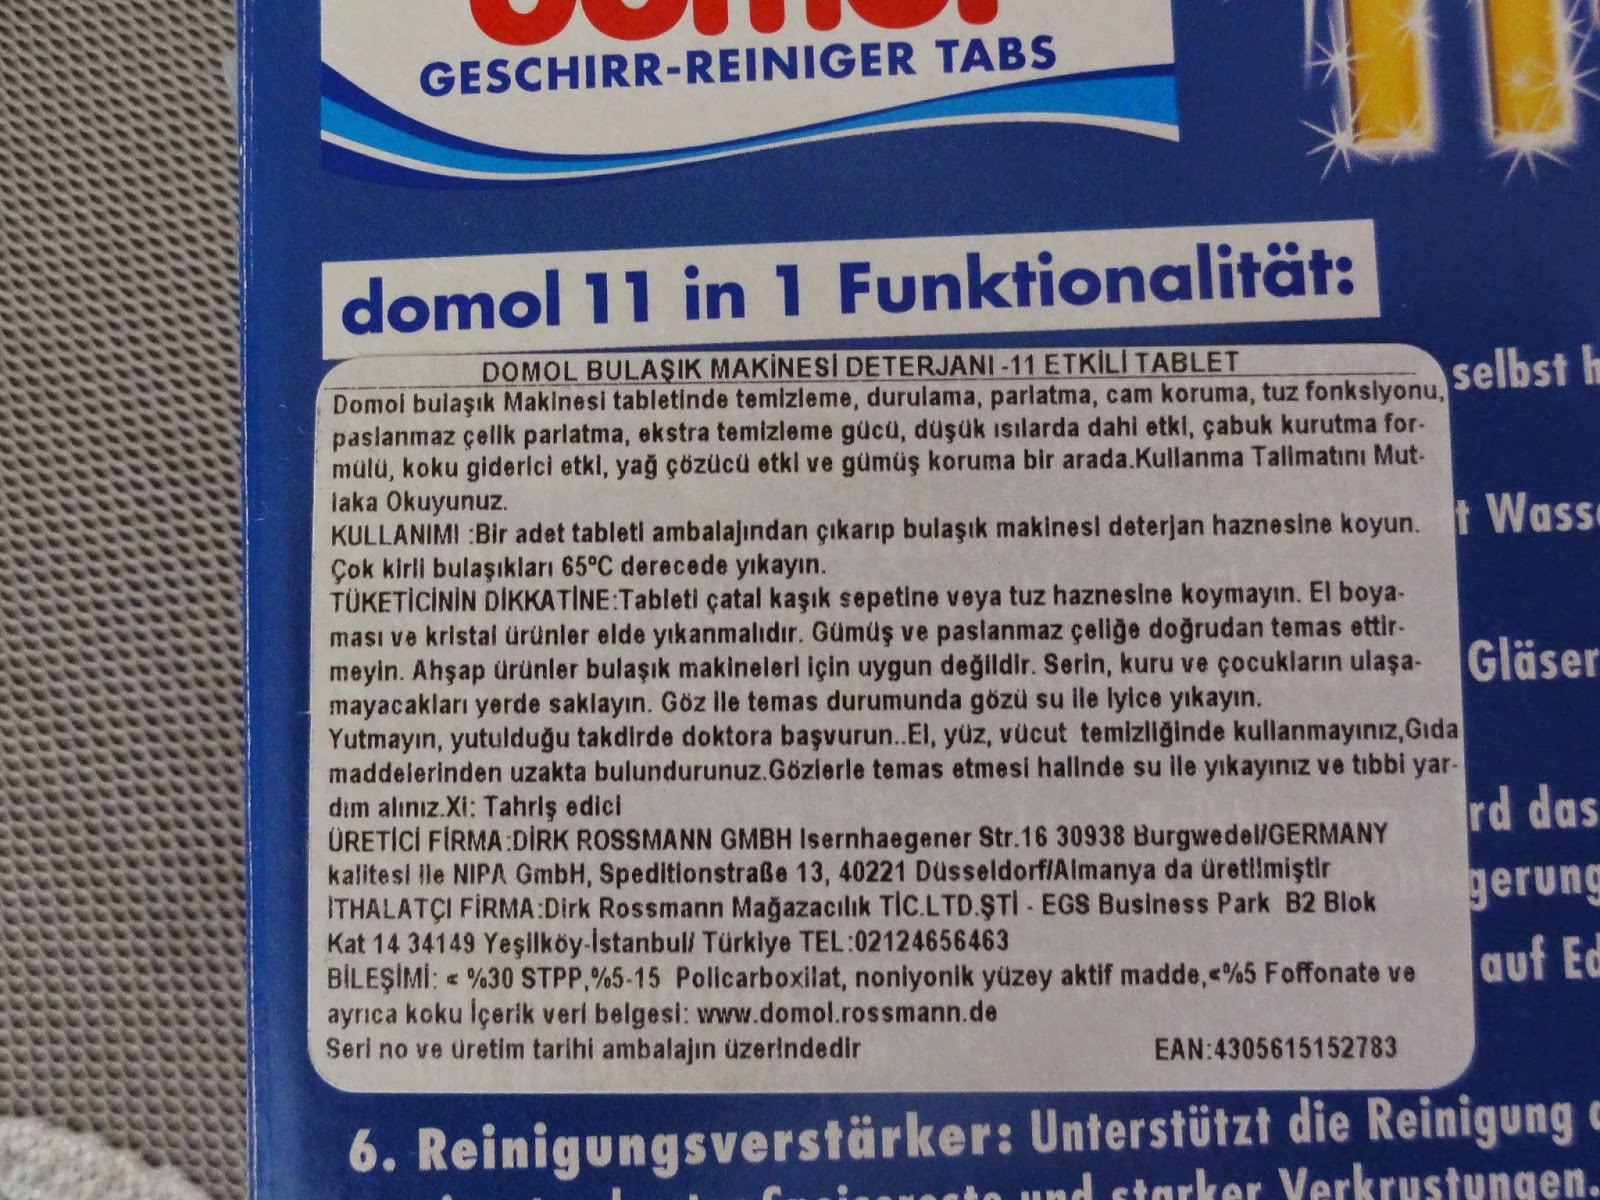 domol
GESCHIRR-REINIGER TABS
11
domol 11 in 1 Funktionalität:
DOMOL BULAŞIK MAKİNESİ DETERJANI -11 ETKİLİ TABLET
selbst
Domol bulaşık Makinesi tabletinde temizleme, durulama, parlatma, cam koruma, tuz fonksiyonu,
paslanmaz çelik parlatma, ekstra temizleme gücü, düşük ısılarda dahi etki, çabuk kurutma for-
mülü, koku giderici etki, yağ çözücü etki ve gümüş koruma bir arada.Kullanma Talimatını Mut-
laka Okuyunuz.
KULLANIMI :Bir adet tableti ambalajından çıkarıp bulaşık makinesi deterjan haznesine koyun.
Çok kirli bulaşıkları 65ºC derecede yıkayın.
TÜKETİCİNİN DİKKATİNE:Tableti çatal kaşık sepetine veya tuz haznesine koymayın. El boya-
ması ve kristal ürünler elde yıkanmalıdır. Gümüş ve paslanmaz çeliğe doğrudan temas ettir-
meyin. Ahşap ürünler bulaşık makineleri için uygun değildir. Serin, kuru ve çocukların ulaşa-
mayacakları yerde saklayın. Göz ile temas durumunda gözü su ile iyice yıkayın.
Yutmayın, yutulduğu takdirde doktora başvurun..El, yüz, vücut temizliğinde kullanmayınız,Gıda
maddelerinden uzakta bulundurunuz.Gözlerle temas etmesi halinde su ile yıkayınız ve tıbbi yar-
dım alınız.Xi: Tahriş edici
ÜRETİCİ FİRMA:DİRK ROSSMANN GMBH Isernhaegener Str.16 30938 Burgwedel/GERMANY
kalitesi ile NIPA GmbH, Speditionstraße 13, 40221 Düsseldorf/Almanya da üretilmiştir
İTHALATÇI FİRMA:Dirk Rossmann Mağazacılık TİC.LTD.ŞTİ - EGS Business Park B2 Blok
Kat 14 34149 Yeşilköy-İstanbul/ Türkiye TEL:02124656463
BİLEŞİMİ: < %30 STPP,%5-15 Policarboxilat, noniyonik yüzey aktif madde,<%5 Foffonate ve
ayrıca koku İçerik veri belgesi: www.domol.rossmann.de
Seri no ve üretim tarihi ambalajın üzerindedir EAN:4305615152783
Gläser
rd das
gerung
auf
6. Reinigungsverstärker: Unterstützt die Reinigung
und starker Verkrustungen.